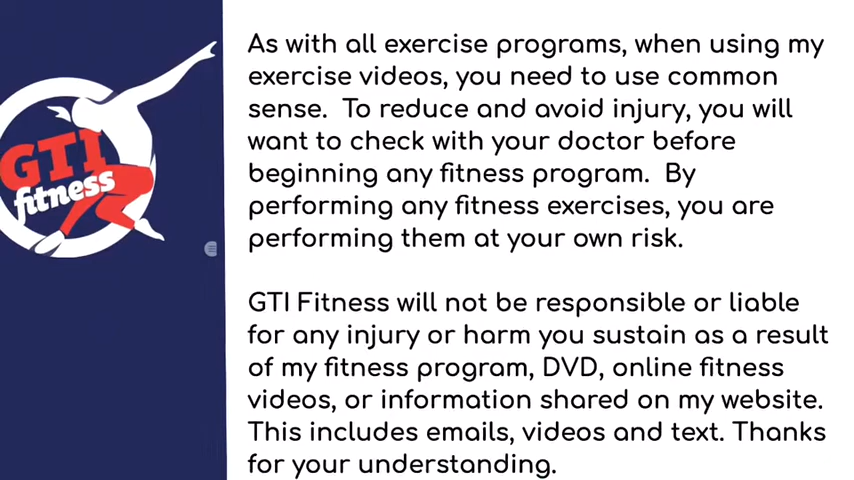 GTI
fitness
As with all exercise programs, when using my
exercise videos, you need to use common
sense.  To reduce and avoid injury, you will
want to check with your doctor before
beginning any fitness program.  By
performing any fitness exercises, you are
performing them at your own risk.
GTI Fitness will not be responsible or liable
for any injury or harm you sustain as a result
of my fitness program, DVD, online fitness
videos, or information shared on my website.
This includes emails, videos and text. Thanks
for your understanding.